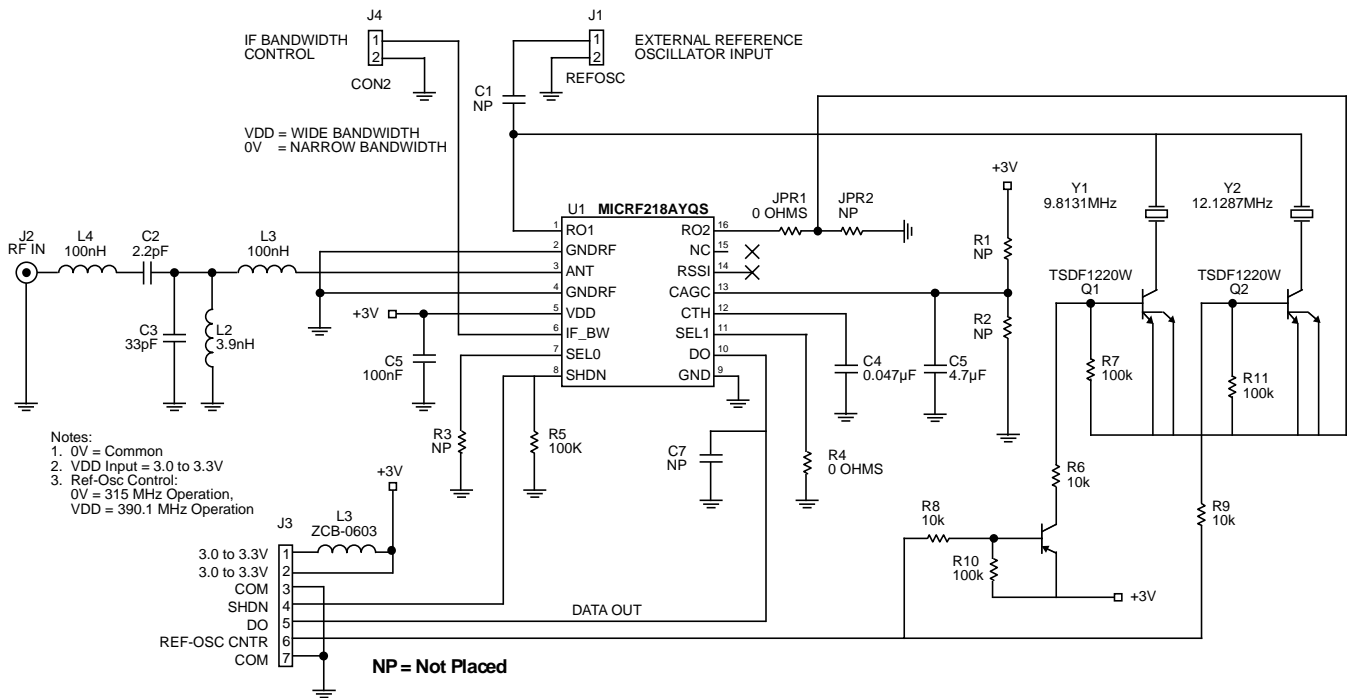 J4
IF BANDWIDTH
CONTROL
1
2
CON2
J1
1
2
REFOSC
EXTERNAL REFERENCE
OSCILLATOR INPUT
C1
NP
VDD = WIDE BANDWIDTH
0V = NARROW BANDWIDTH
J2
RF IN
L4
100nH
C2
2.2pF
L3
100nH
C3
33pF
L2
3.9nH
+3V
C5
100nF
U1 MICRF218AYQS
1 RO1
2 GNDRF
3 ANT
4 GNDRF
5 VDD
6 IF_BW
7 SEL0
8 SHDN
RO2 16
NC 15
RSSI 14
CAGC 13
CTH 12
SEL1 11
DO 10
GND 9
JPR1
0 OHMS
JPR2
NP
+3V
R1
NP
R2
NP
Y1
9.8131MHz
Y2
12.1287MHz
TSDF1220W
Q1
TSDF1220W
Q2
R7
100k
R11
100k
C4
0.047µF
C5
4.7µF
R3
NP
R5
100K
C7
NP
R4
0 OHMS
R6
10k
R8
10k
R9
10k
R10
100k
+3V
Notes:
1. 0V = Common
2. VDD Input = 3.0 to 3.3V
3. Ref-Osc Control:
0V = 315 MHz Operation,
VDD = 390.1 MHz Operation
+3V
J3
L3
ZCB-0603
3.0 to 3.3V 1
3.0 to 3.3V 2
COM 3
SHDN 4
DO 5
REF-OSC CNTR 6
COM 7
DATA OUT
NP = Not Placed